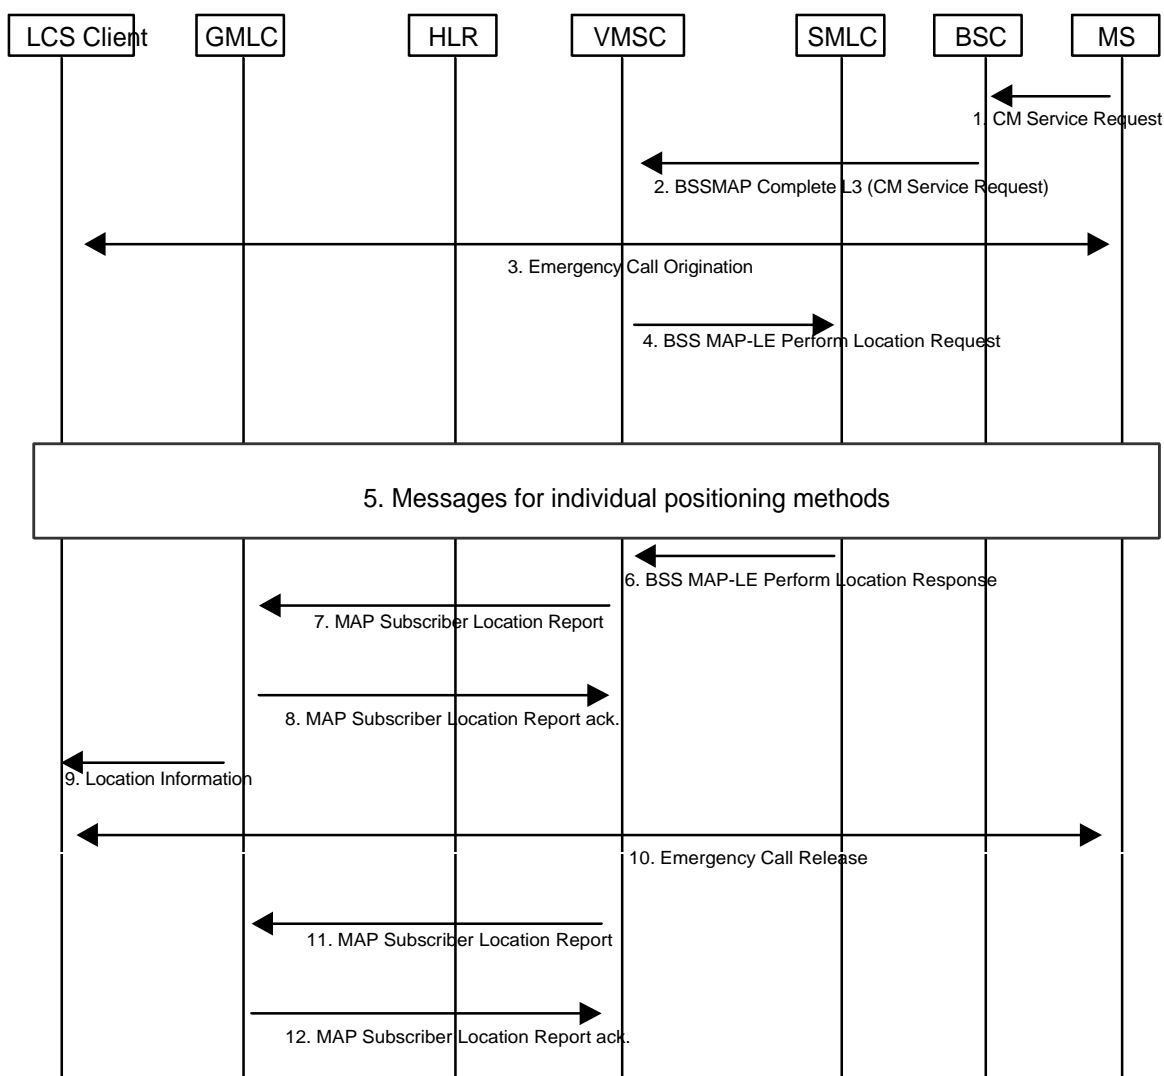 LCS Client GMLC HLR VMSC SMLC BSC MS
1. CM Service Request
2. BSSMAP Complete L3 (CM Service Request)
3. Emergency Call Origination
4. BSS MAP-LE Perform Location Request
5. Messages for individual positioning methods
6. BSS MAP-LE Perform Location Response
7. MAP Subscriber Location Report
8. MAP Subscriber Location Report ack.
9. Location Information
10. Emergency Call Release
11. MAP Subscriber Location Report
12. MAP Subscriber Location Report ack.